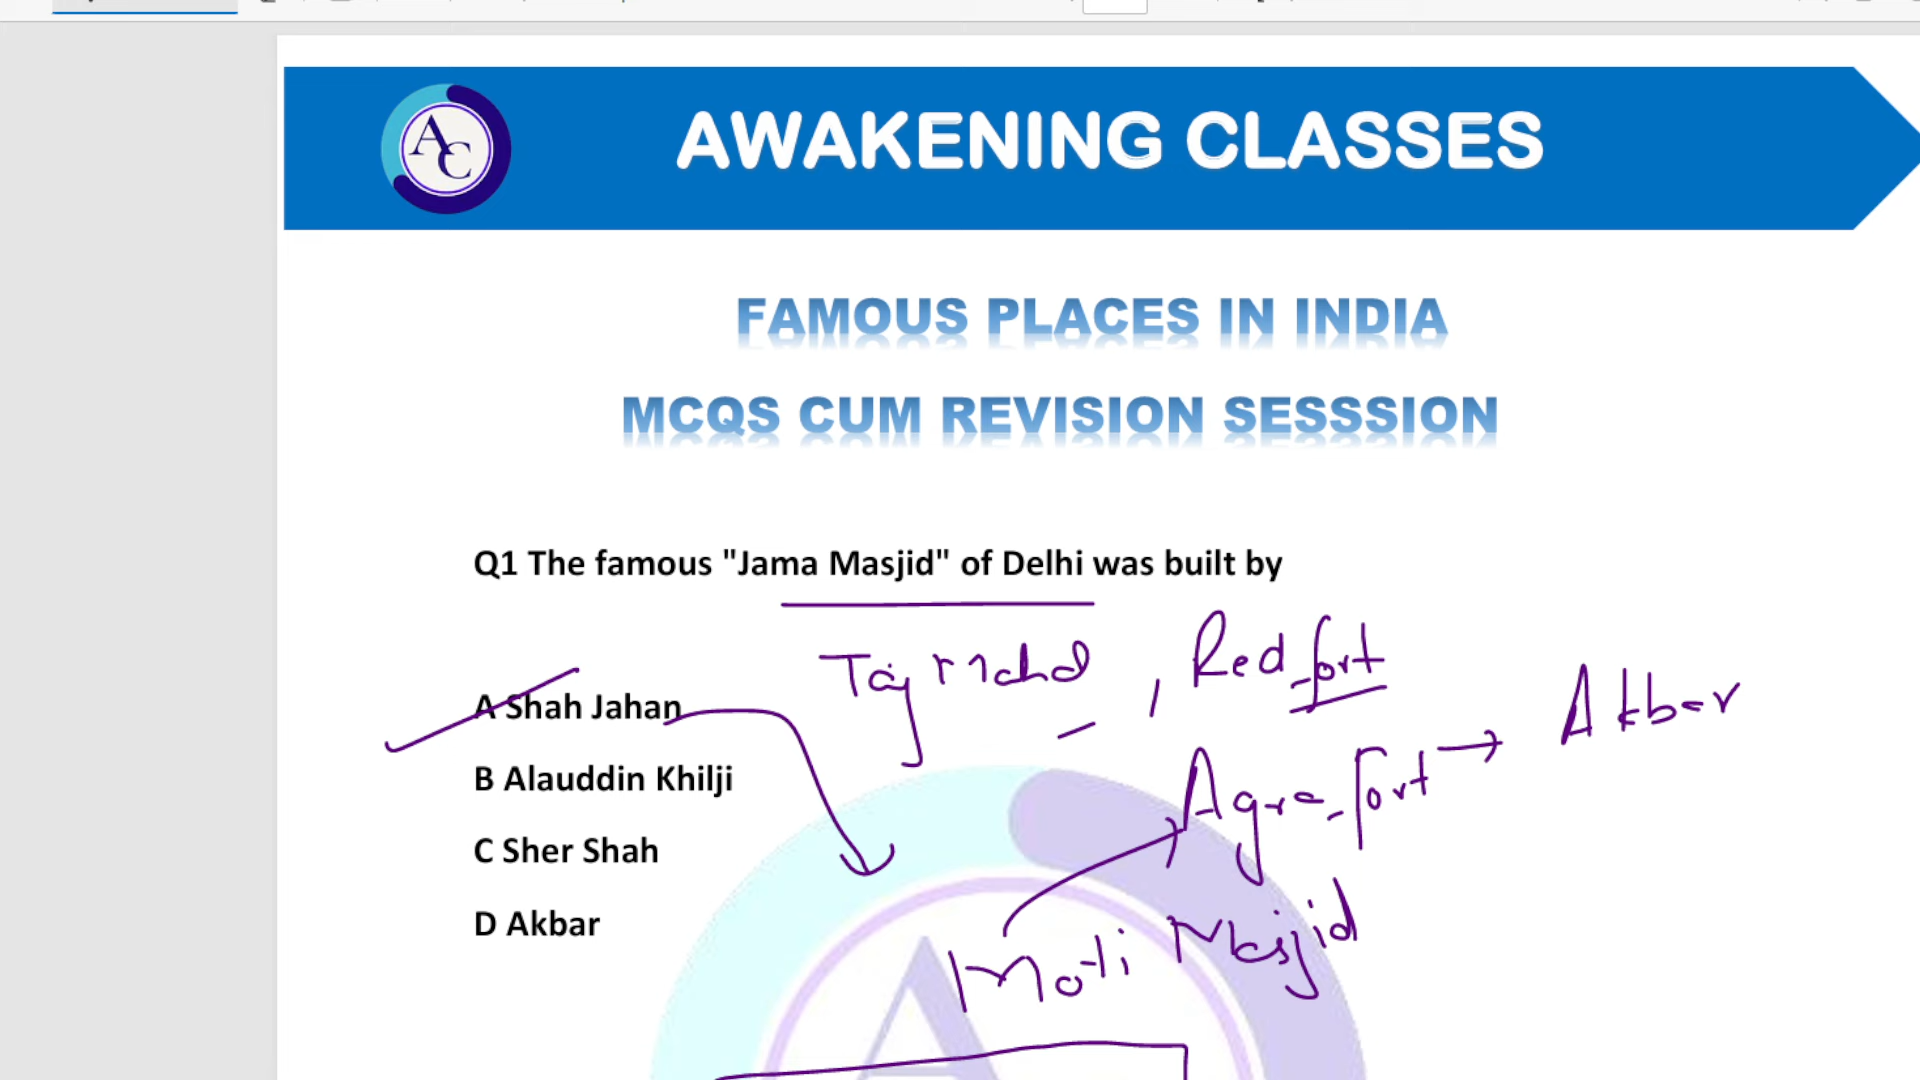 AC
AWAKENING CLASSES
FAMOUS PLACES IN INDIA
MCQS CUM REVISION SESSSION
Q1 The famous "Jama Masjid" of Delhi was built by
Taj Mahal, Red fort
A Shah Jahan
Agra fort → Akbar
B Alauddin Khilji
C Sher Shah
D Akbar
Moti Masjid